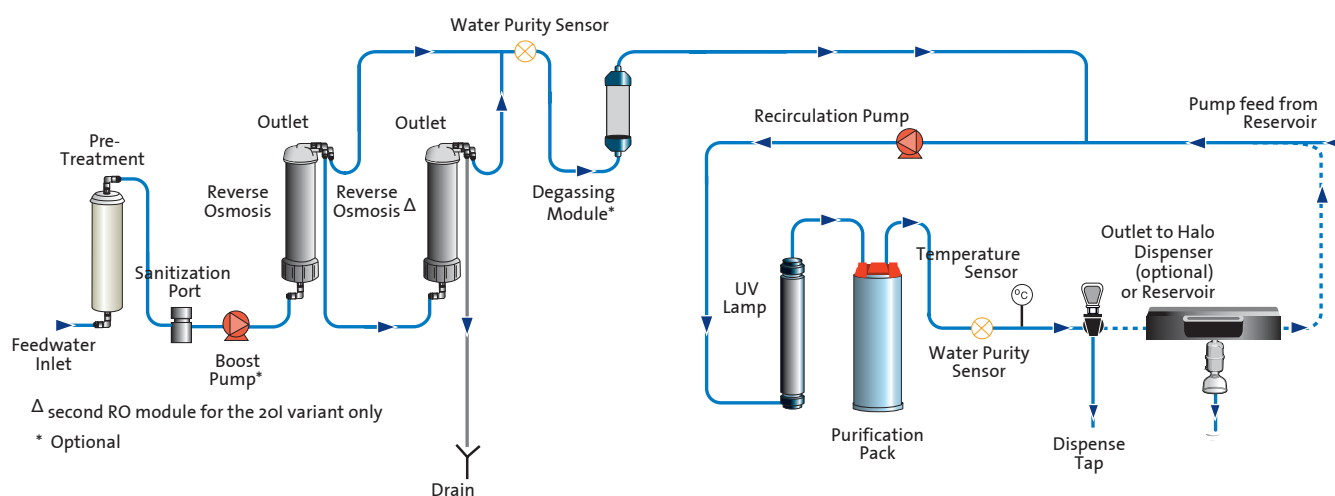 Water Purity Sensor
Pre-
Treatment
Outlet
Outlet
Recirculation Pump
Pump feed from
Reservoir
Reverse
Osmosis
Reverse
Osmosis Δ
Degassing
Module*
Sanitization
Port
Temperature
Sensor
Outlet to Halo
Dispenser
(optional)
or Reservoir
UV
Lamp
°C
Feedwater
Inlet
Boost
Pump*
Water Purity
Sensor
Purification
Pack
Dispense
Tap
Δ second RO module for the 20l variant only
* Optional
Drain